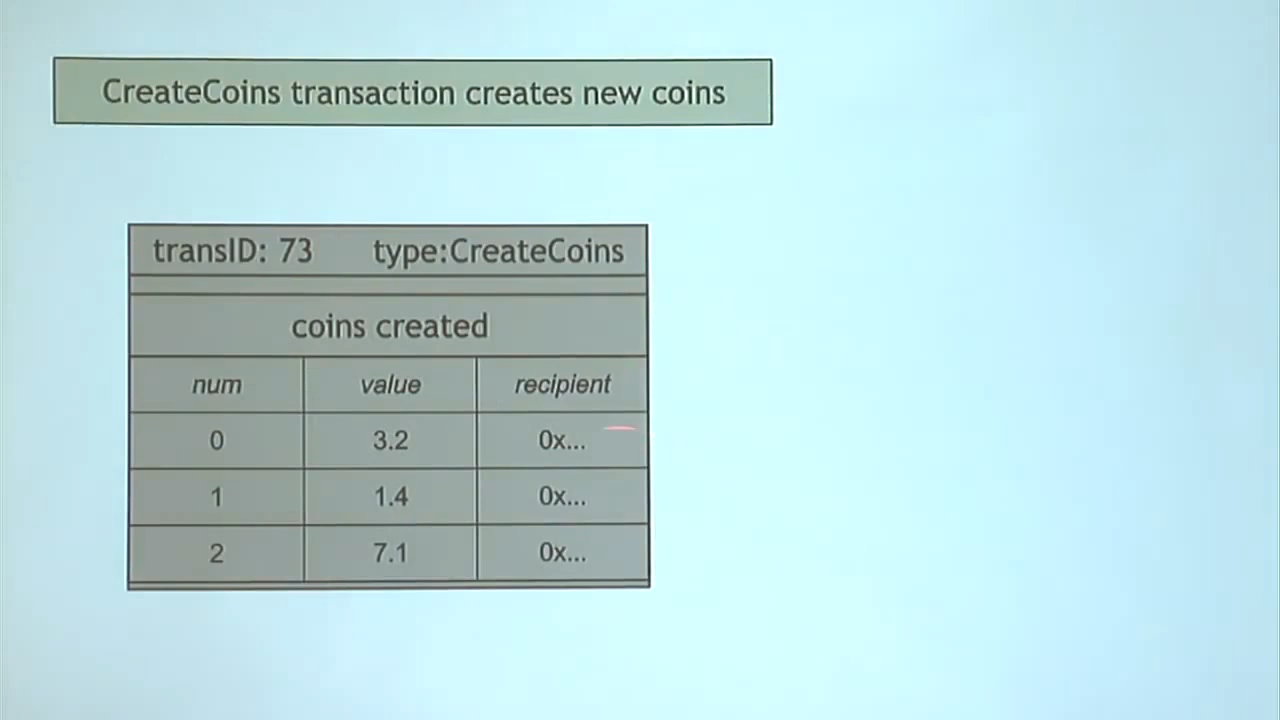 CreateCoins transaction creates new coins
transID: 73 type:CreateCoins
coins created
num value recipient
0 3.2 0x...
1 1.4 0x...
2 7.1 0x...